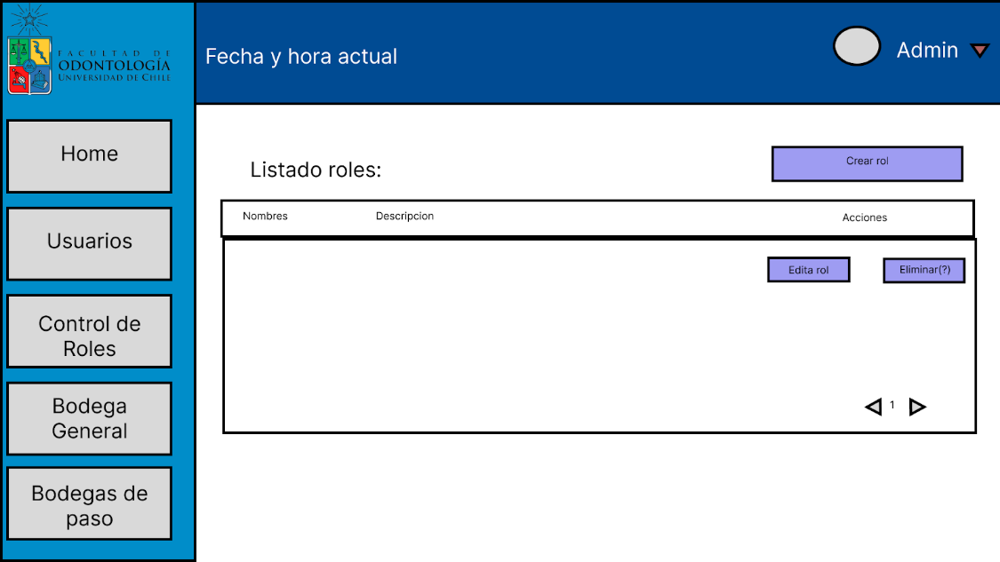 FACULTAD DE
ODONTOLOGÍA
UNIVERSIDAD DE CHILE
Fecha y hora actual
Admin
Home
Usuarios
Control de
Roles
Bodega
General
Bodegas de
paso
Listado roles:
Crear rol
Nombres Descripcion Acciones
Edita rol Eliminar(?)
1